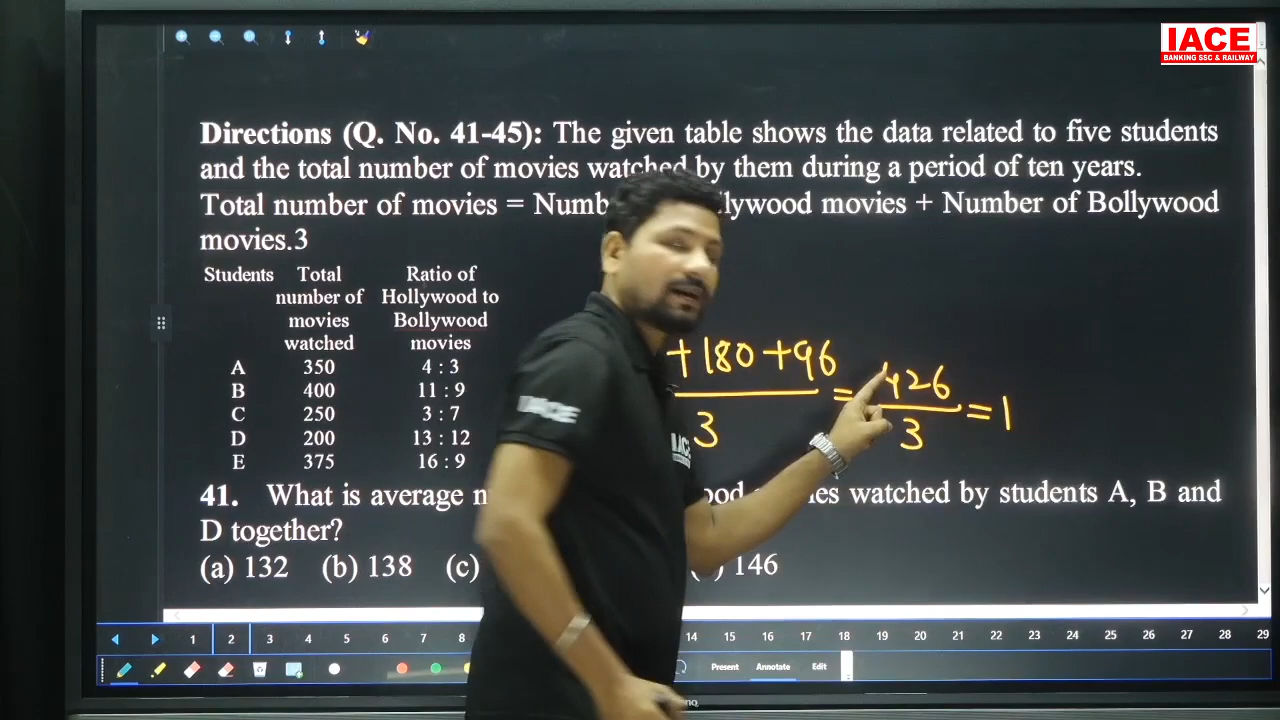 IACE
BANKING SSC & RAILWAY
Directions (Q. No. 41-45): The given table shows the data related to five students
and the total number of movies watched by them during a period of ten years.
Total number of movies = llywood movies + Number of Bollywood
movies.3
Students Total number of movies watched Ratio of Hollywood to Bollywood movies
A 350 4 : 3
B 400 11 : 9
C 250 3 : 7
D 200 13 : 12
E 375 16 : 9
+180+96
3
=
426
3
=1
IACE
IACE
41. What is average ood watched by students A, B and
D together?
(a) 132 (b) 138 (c) 146
1 2 3 4 5 6 7 8 14 15 16 17 18 19 20 21 22 23 24 25 26 27 28 29
Present Annotate Edit